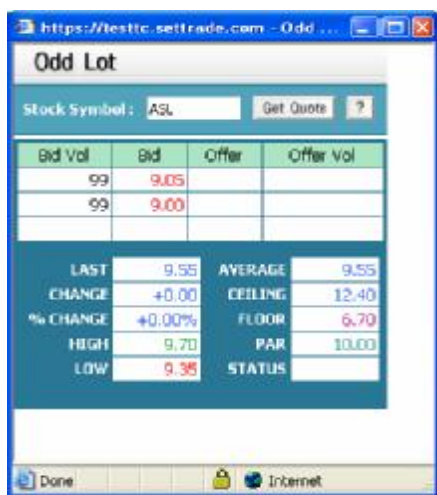 https://testtc.settrade.com - Odd ...
Odd Lot
Stock Symbol : ASL Get Quote ?
Bid Vol Bid Offer Offer Vol
99 9.05
99 9.00
LAST 9.55 AVERAGE 9.55
CHANGE +0.00 CEILING 12.40
% CHANGE +0.00% FLOOR 6.70
HIGH 9.70 PAR 10.00
LOW 9.35 STATUS
Done Internet